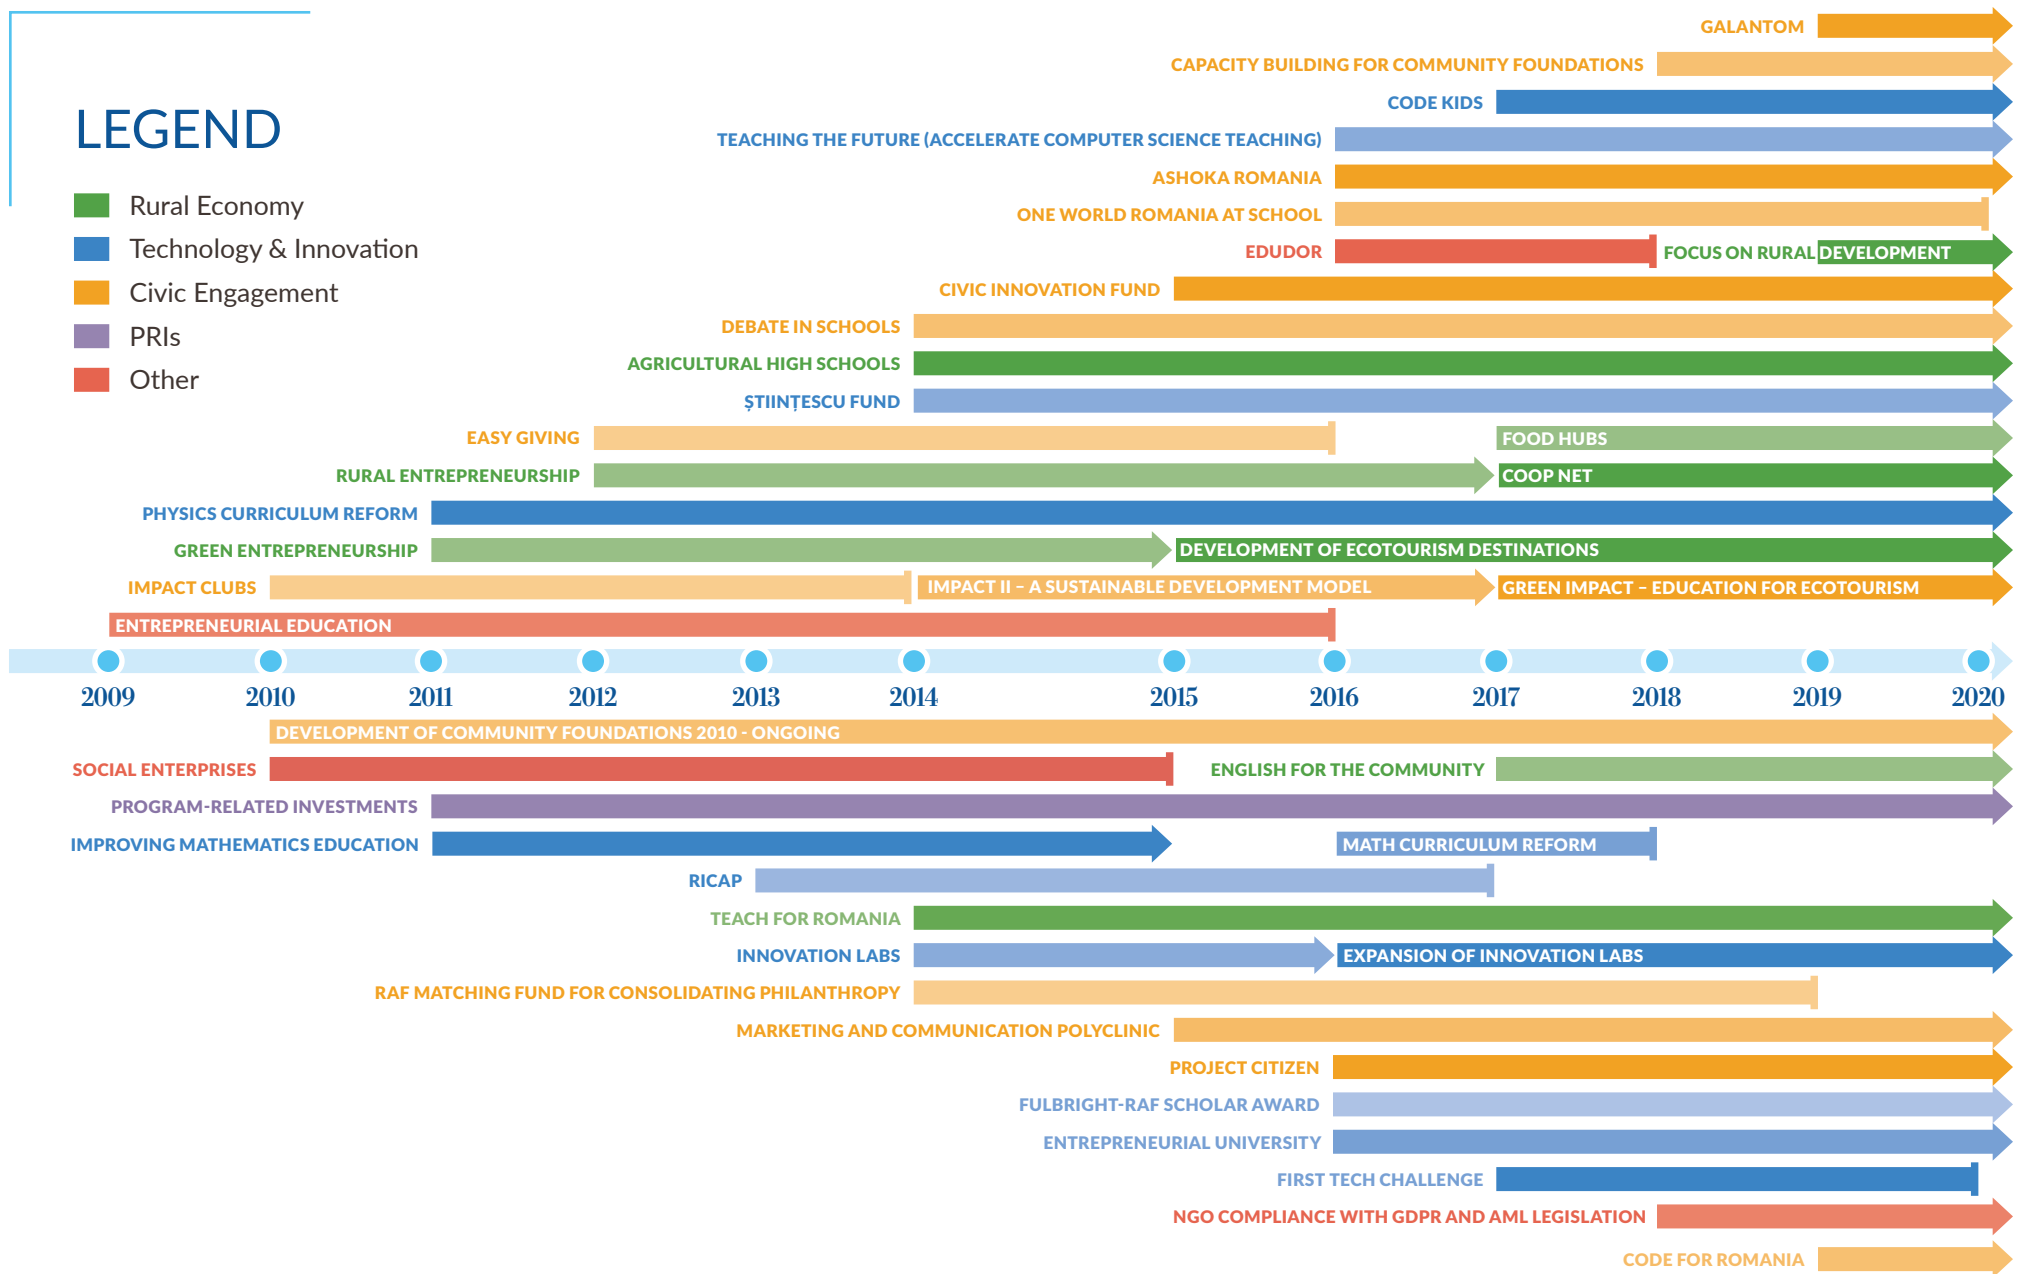 GALANTOM
CAPACITY BUILDING FOR COMMUNITY FOUNDATIONS
CODE KIDS
TEACHING THE FUTURE (ACCELERATE COMPUTER SCIENCE TEACHING)
ASHOKA ROMANIA
ONE WORLD ROMANIA AT SCHOOL
EDUDOR
FOCUS ON RURAL DEVELOPMENT
CIVIC INNOVATION FUND
DEBATE IN SCHOOLS
AGRICULTURAL HIGH SCHOOLS
ȘTIINȚESCU FUND
EASY GIVING
FOOD HUBS
RURAL ENTREPRENEURSHIP
COOP NET
PHYSICS CURRICULUM REFORM
GREEN ENTREPRENEURSHIP
DEVELOPMENT OF ECOTOURISM DESTINATIONS
IMPACT CLUBS
IMPACT II – A SUSTAINABLE DEVELOPMENT MODEL
GREEN IMPACT – EDUCATION FOR ECOTOURISM
ENTREPRENEURIAL EDUCATION
LEGEND
Rural Economy
Technology & Innovation
Civic Engagement
PRIs
Other
2009 2010 2011 2012 2013 2014 2015 2016 2017 2018 2019 2020
DEVELOPMENT OF COMMUNITY FOUNDATIONS 2010 - ONGOING
SOCIAL ENTERPRISES
ENGLISH FOR THE COMMUNITY
PROGRAM-RELATED INVESTMENTS
IMPROVING MATHEMATICS EDUCATION
MATH CURRICULUM REFORM
RICAP
TEACH FOR ROMANIA
INNOVATION LABS
EXPANSION OF INNOVATION LABS
RAF MATCHING FUND FOR CONSOLIDATING PHILANTHROPY
MARKETING AND COMMUNICATION POLYCLINIC
PROJECT CITIZEN
FULBRIGHT-RAF SCHOLAR AWARD
ENTREPRENEURIAL UNIVERSITY
FIRST TECH CHALLENGE
NGO COMPLIANCE WITH GDPR AND AML LEGISLATION
CODE FOR ROMANIA